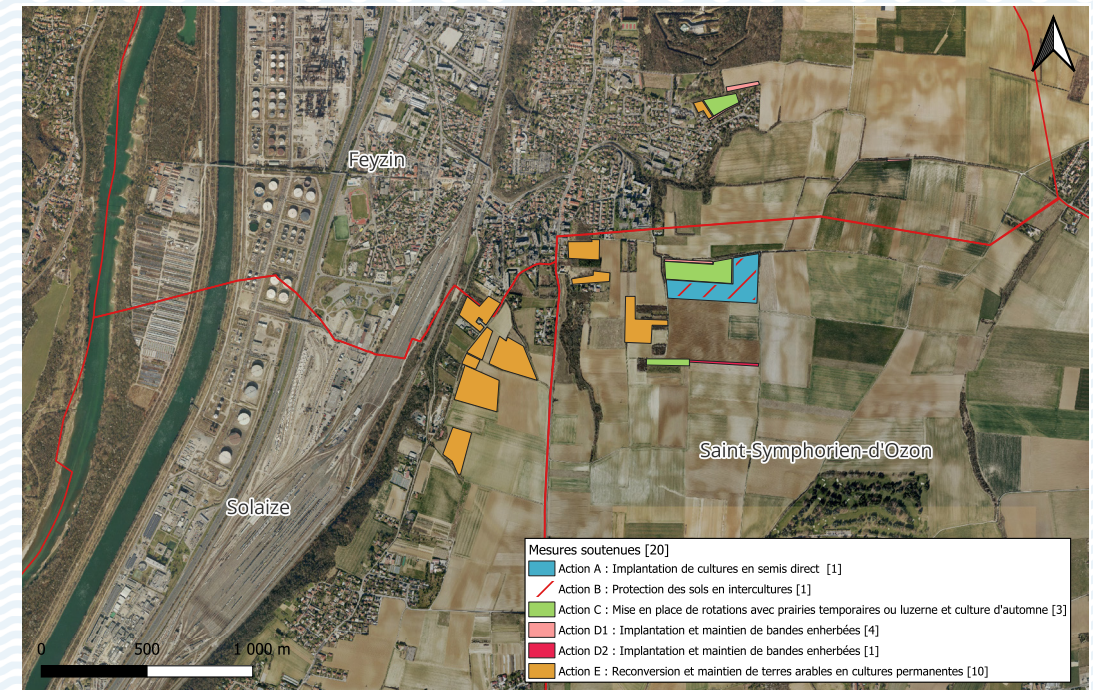 Feyzin
Saint-Symphorien-d'Ozon
Solaize
Mesures soutenues [20]
Action A : Implantation de cultures en semis direct [1]
Action B : Protection des sols en intercultures [1]
Action C : Mise en place de rotations avec prairies temporaires ou luzerne et culture d'automne [3]
Action D1 : Implantation et maintien de bandes enherbées [4]
Action D2 : Implantation et maintien de bandes enherbées [1]
Action E : Reconversion et maintien de terres arables en cultures permanentes [10]
0 500 1 000 m